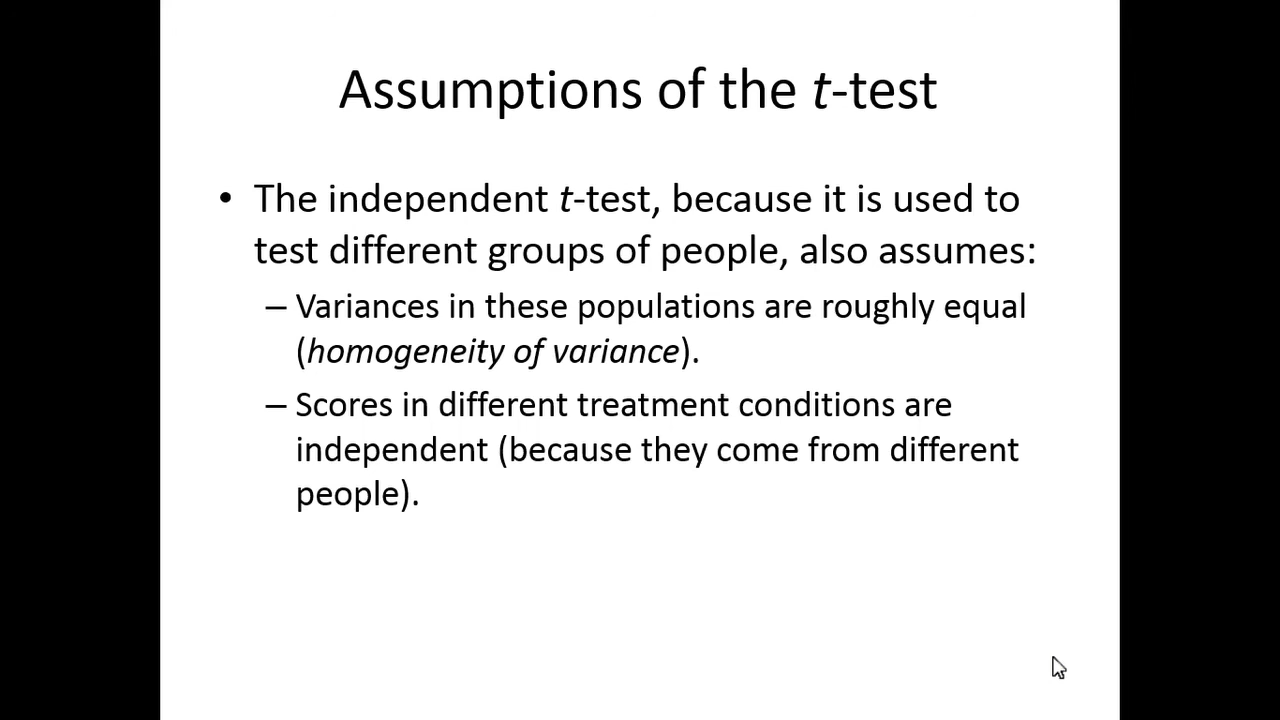 Assumptions of the t-test
• The independent t-test, because it is used to
test different groups of people, also assumes:
– Variances in these populations are roughly equal
(homogeneity of variance).
– Scores in different treatment conditions are
independent (because they come from different
people).